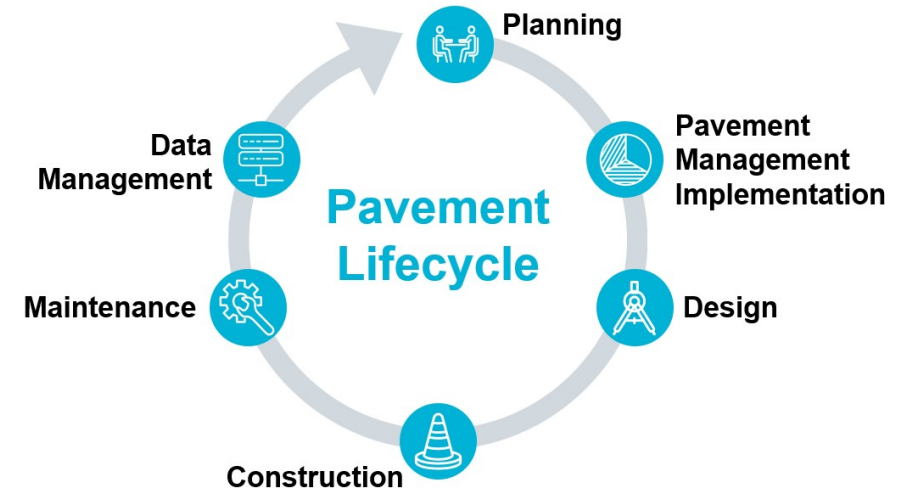 Planning
Pavement
Management
Implementation
Design
Construction
Maintenance
Data
Management
Pavement
Lifecycle